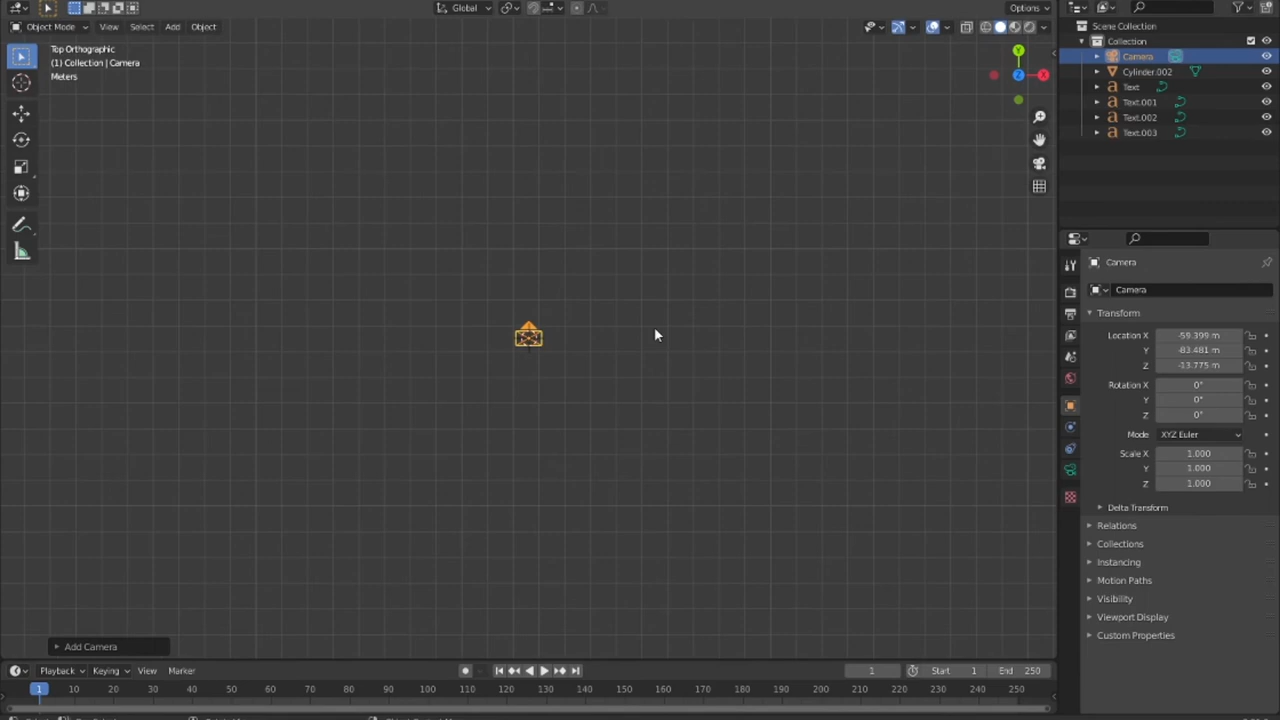 Global
Options
Object Mode
View
Select
Add
Object
Top Orthographic
(1) Collection | Camera
Meters
Y
Z
X
Add Camera
Scene Collection
Collection
Camera
Cylinder.002
Text
Text.001
Text.002
Text.003
Camera
Camera
Transform
Location X -59.399 m
Y -83.481 m
Z -13.775 m
Rotation X 0°
Y 0°
Z 0°
Mode XYZ Euler
Scale X 1.000
Y 1.000
Z 1.000
Delta Transform
Relations
Collections
Instancing
Motion Paths
Visibility
Viewport Display
Custom Properties
Playback
Keying
View
Marker
1
Start 1
End 250
1 10 20 30 40 50 60 70 80 90 100 110 120 130 140 150 160 170 180 190 200 210 220 230 240 250